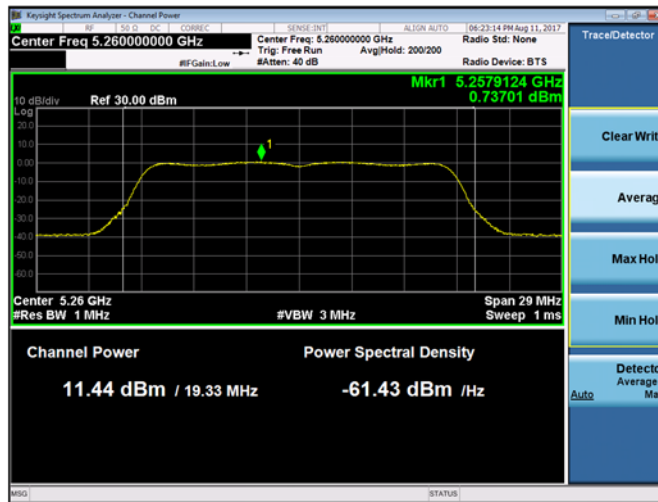 Keysight Spectrum Analyzer - Channel Power
RF 50 Ω DC CORREC SENSE:INT ALIGN AUTO 06:23:14 PM Aug 11, 2017
Center Freq 5.260000000 GHz
Center Freq: 5.260000000 GHz
Radio Std: None
Trig: Free Run
Avg|Hold: 200/200
#IFGain:Low
#Atten: 40 dB
Radio Device: BTS
Mkr1 5.2579124 GHz
0.73701 dBm
10 dB/div
Ref 30.00 dBm
Log
20.0
10.0
0.00
-10.0
-20.0
-30.0
-40.0
-50.0
-60.0
1
Center 5.26 GHz
Span 29 MHz
#Res BW 1 MHz
#VBW 3 MHz
Sweep 1 ms
Channel Power
Power Spectral Density
11.44 dBm / 19.33 MHz
-61.43 dBm /Hz
MSG
STATUS
Trace/Detector
Clear Writ
Averag
Max Hol
Min Hol
Detecto
Average
Auto
Ma